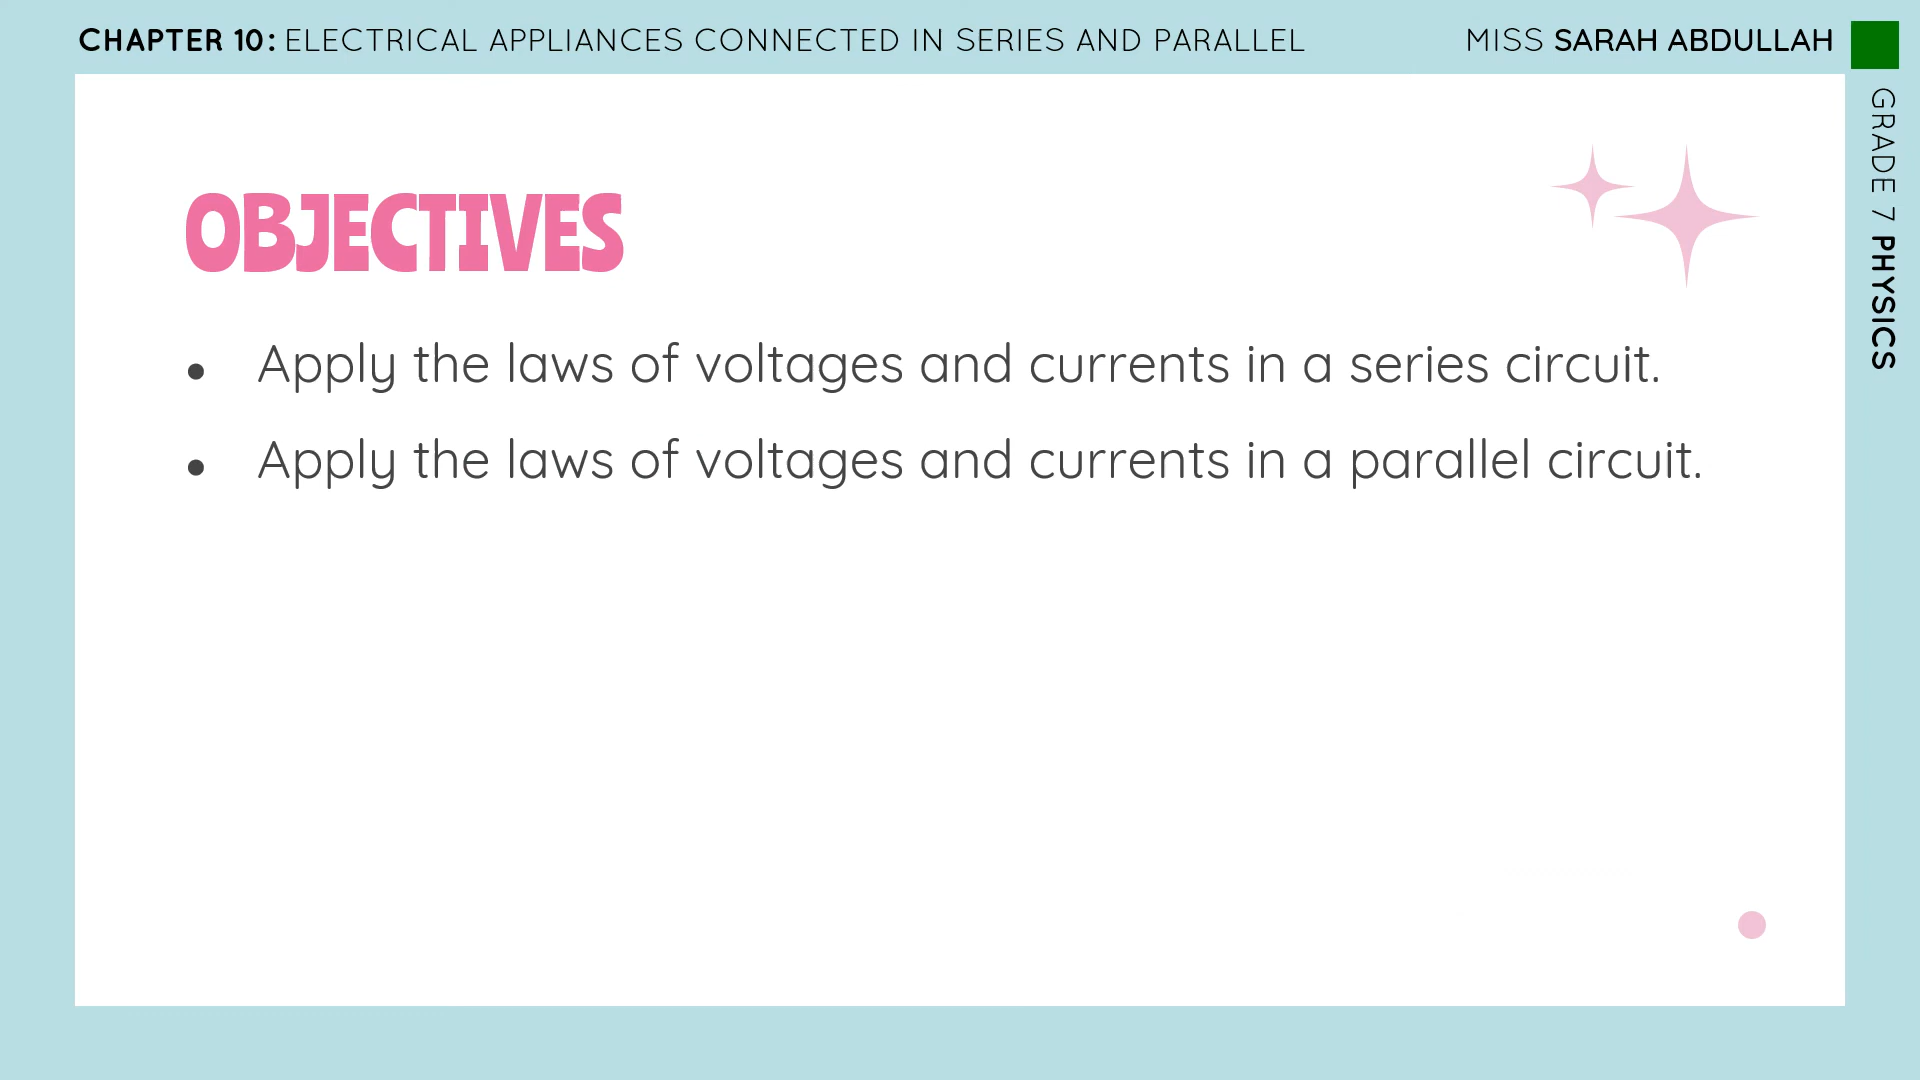 CHAPTER 10: ELECTRICAL APPLIANCES CONNECTED IN SERIES AND PARALLEL
MISS SARAH ABDULLAH
GRADE 7 PHYSICS
OBJECTIVES
• Apply the laws of voltages and currents in a series circuit.
• Apply the laws of voltages and currents in a parallel circuit.